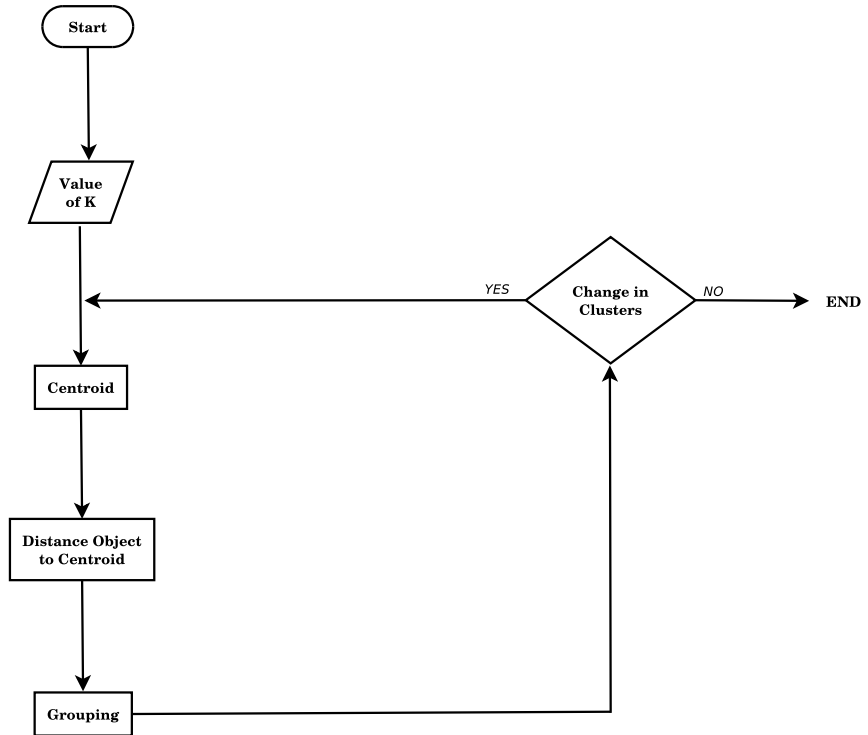 Start
Value
of K
YES
Change in
Clusters
NO
END
Centroid
Distance Object
to Centroid
Grouping